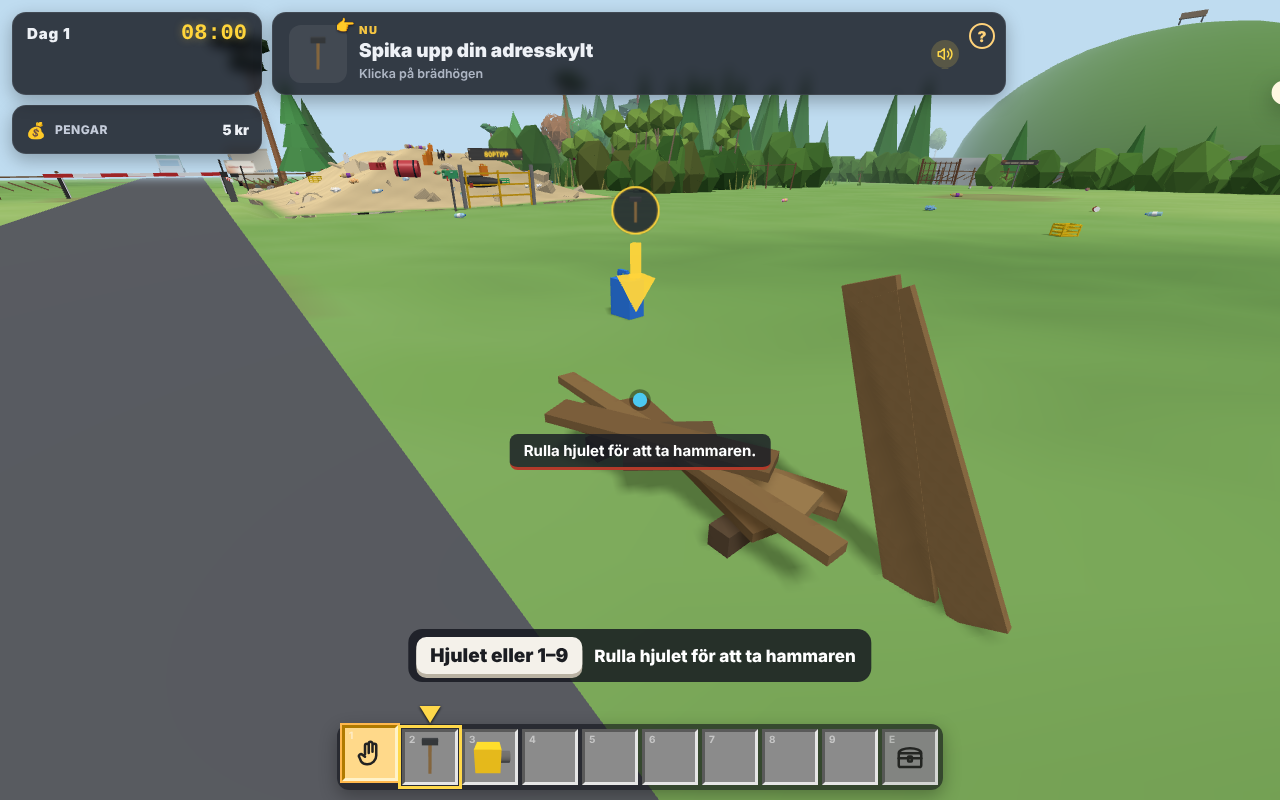 Dag 1
08:00
NU
Spika upp din adresskylt
Klicka på brädhögen
?
PENGAR
5 kr
SOPTIPP
Rulla hjulet för att ta hammaren.
Hjulet eller 1–9
Rulla hjulet för att ta hammaren
1
2
3
4
5
6
7
8
9
E